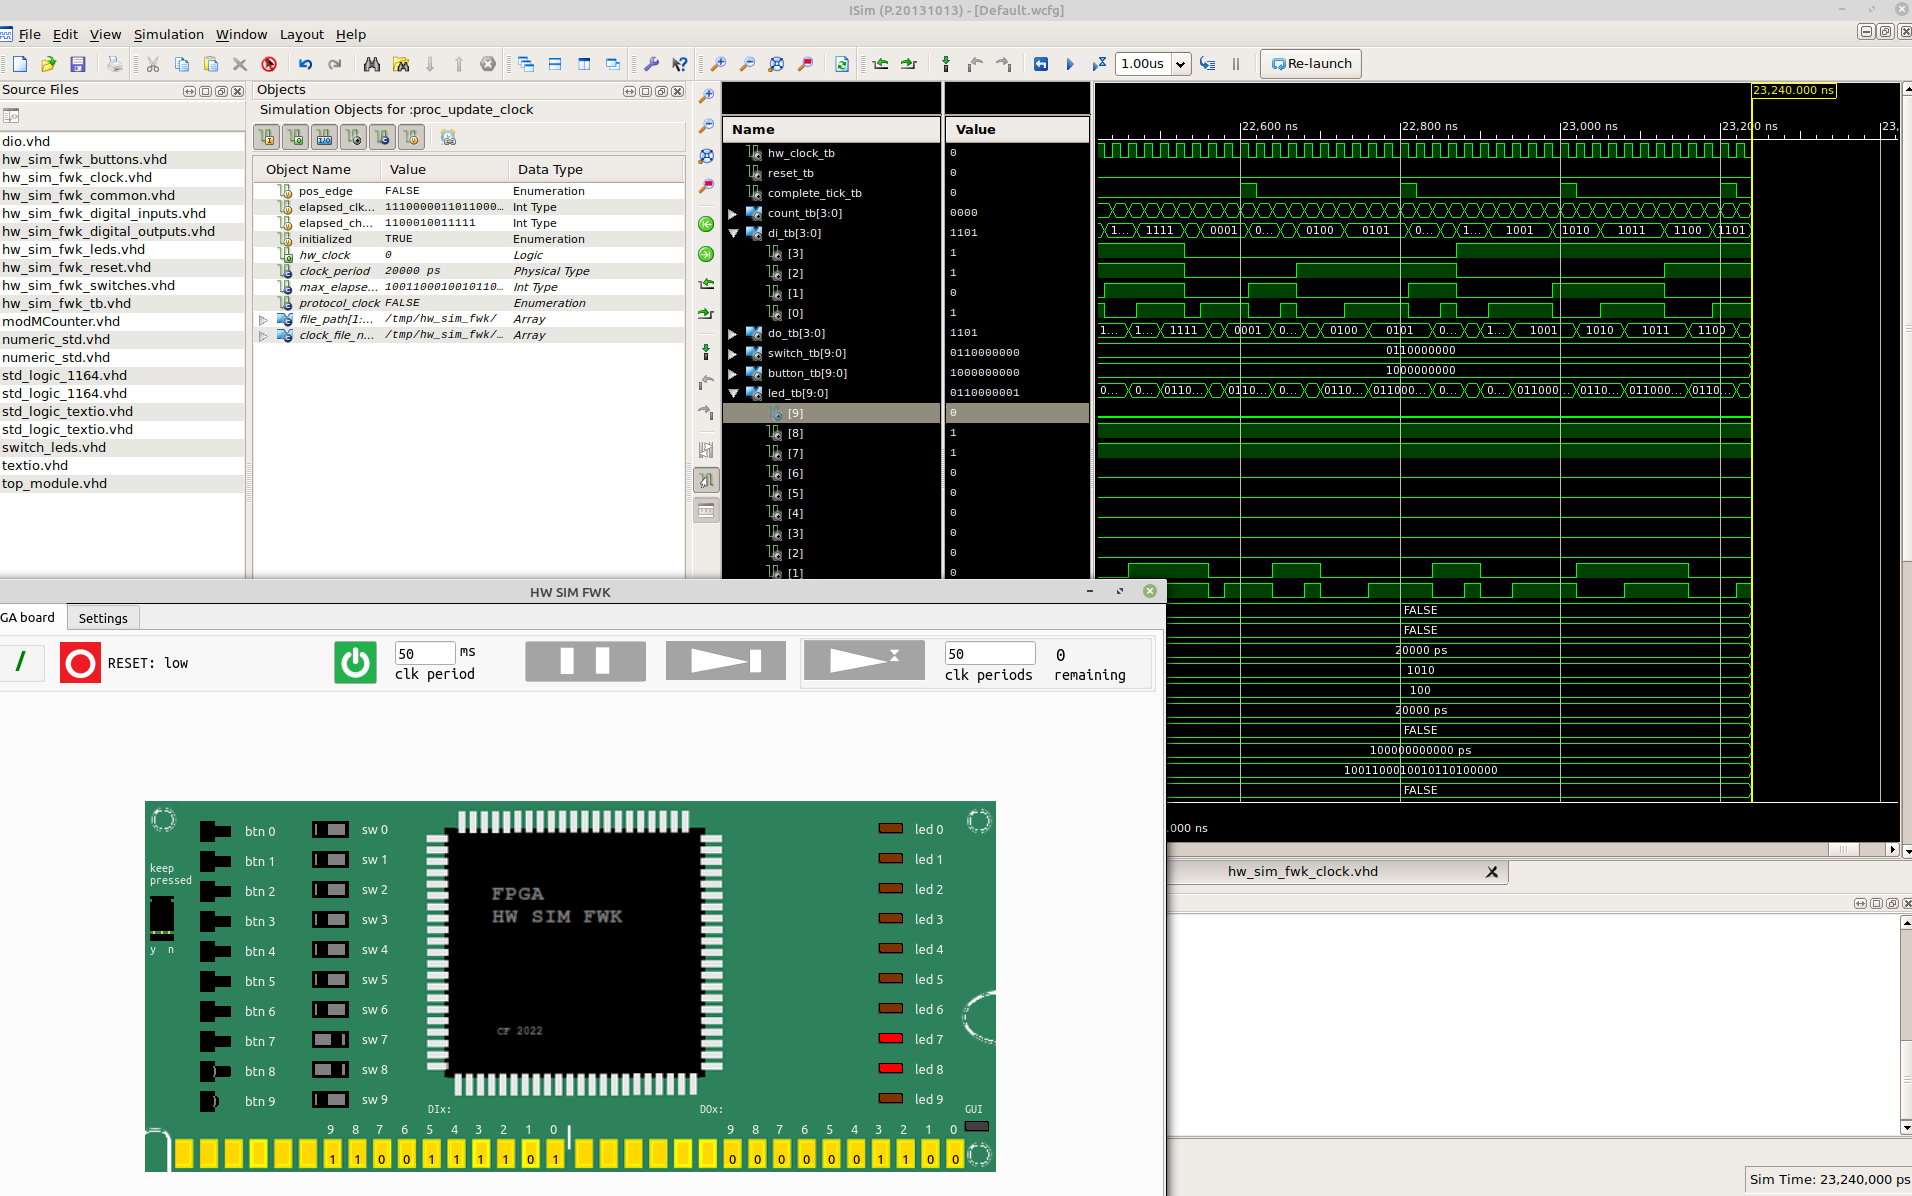 ISim (P.20131013) - [Default.wcfg]
File Edit View Simulation Window Layout Help
1.00us Re-launch
Source Files
dio.vhd
hw_sim_fwk_buttons.vhd
hw_sim_fwk_clock.vhd
hw_sim_fwk_common.vhd
hw_sim_fwk_digital_inputs.vhd
hw_sim_fwk_digital_outputs.vhd
hw_sim_fwk_leds.vhd
hw_sim_fwk_reset.vhd
hw_sim_fwk_switches.vhd
hw_sim_fwk_tb.vhd
modMCounter.vhd
numeric_std.vhd
numeric_std.vhd
std_logic_1164.vhd
std_logic_1164.vhd
std_logic_textio.vhd
std_logic_textio.vhd
switch_leds.vhd
textio.vhd
top_module.vhd
Objects
Simulation Objects for :proc_update_clock
Object Name Value Data Type
pos_edge FALSE Enumeration
elapsed_clk... 1110000011011000... Int Type
elapsed_ch... 1100010011111 Int Type
initialized TRUE Enumeration
hw_clock 0 Logic
clock_period 20000 ps Physical Type
max_elapse... 1001100010010110... Int Type
protocol_clock FALSE Enumeration
file_path[1:... /tmp/hw_sim_fwk/ Array
clock_file_n... /tmp/hw_sim_fwk/... Array
Name Value
hw_clock_tb 0
reset_tb 0
complete_tick_tb 0
count_tb[3:0] 0000
di_tb[3:0] 1101
[3] 1
[2] 1
[1] 0
[0] 1
do_tb[3:0] 1101
switch_tb[9:0] 0110000000
button_tb[9:0] 1000000000
led_tb[9:0] 0110000001
[9] 0
[8] 1
[7] 1
[6] 0
[5] 0
[4] 0
[3] 0
[2] 0
[1] 0
23,240.000 ns
22,600 ns 22,800 ns 23,000 ns 23,200 ns 23,
1... 1111 0001 0... 0100 0101 0... 1... 1001 1010 1011 1100 1101
1... 1... 1111 0001 0... 0100 0101 0... 1... 1001 1010 1011 1100
0110000000
1000000000
0... 0... 0110... 0110... 0... 0110... 011000... 0... 0... 011000... 0110... 011000... 0110...
FALSE
FALSE
20000 ps
1010
100
20000 ps
FALSE
100000000000 ps
100110001001011010000​0
FALSE
.000 ns
hw_sim_fwk_clock.vhd
Sim Time: 23,240,000 ps
HW SIM FWK
GA board Settings
RESET: low
50 ms
clk period
50
clk periods
0
remaining
keep
pressed
y n
btn 0 sw 0
btn 1 sw 1
btn 2 sw 2
btn 3 sw 3
btn 4 sw 4
btn 5 sw 5
btn 6 sw 6
btn 7 sw 7
btn 8 sw 8
btn 9 sw 9
FPGA
HW SIM FWK
CF 2022
led 0
led 1
led 2
led 3
led 4
led 5
led 6
led 7
led 8
led 9
DIx: DOx: GUI
9 8 7 6 5 4 3 2 1 0 9 8 7 6 5 4 3 2 1 0
1 1 0 0 1 1 1 1 0 1 0 0 0 0 0 0 1 1 0 0